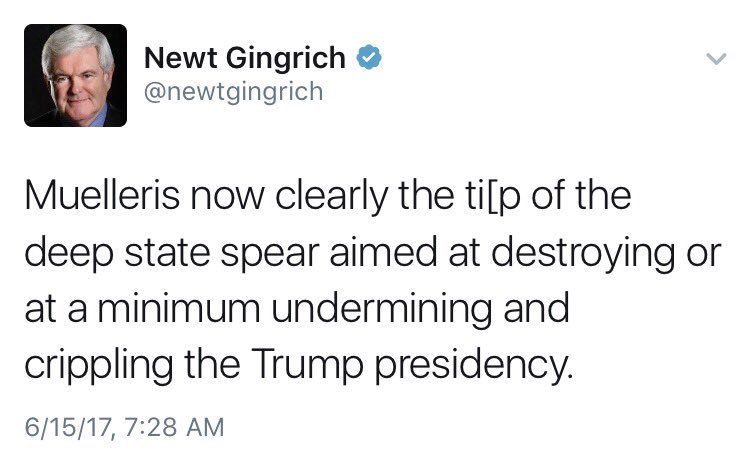 Newt Gingrich
@newtgingrich
Muelleris now clearly the ti[p of the
deep state spear aimed at destroying or
at a minimum undermining and
crippling the Trump presidency.
6/15/17, 7:28 AM